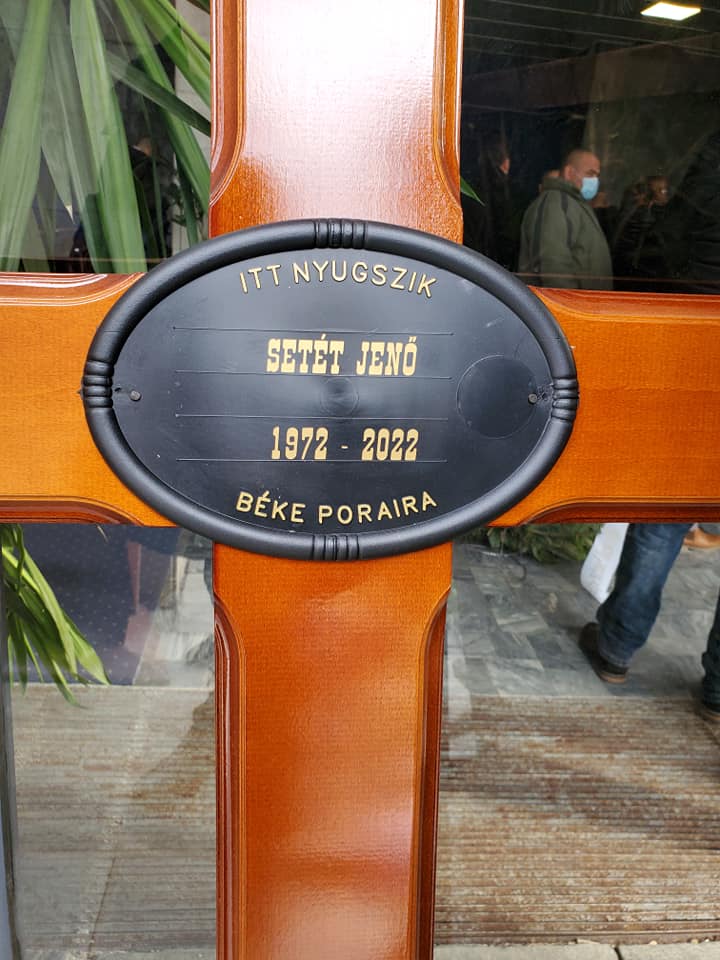 ITT NYUGSZIK
SETÉT JENŐ
1972 - 2022
BÉKE PORAIRA